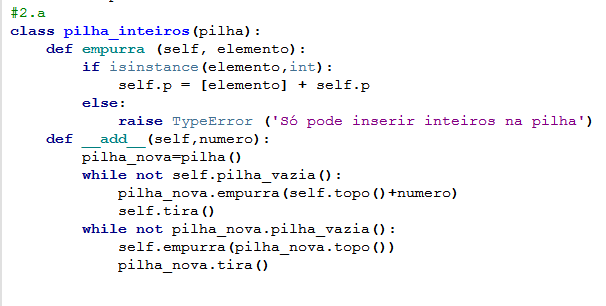 #2.a
class pilha_inteiros(pilha):
    def empurra (self, elemento):
        if isinstance(elemento,int):
            self.p = [elemento] + self.p
        else:
            raise TypeError ('Só pode inserir inteiros na pilha')
    def __add__(self,numero):
        pilha_nova=pilha()
        while not self.pilha_vazia():
            pilha_nova.empurra(self.topo()+numero)
            self.tira()
        while not pilha_nova.pilha_vazia():
            self.empurra(pilha_nova.topo())
            pilha_nova.tira()